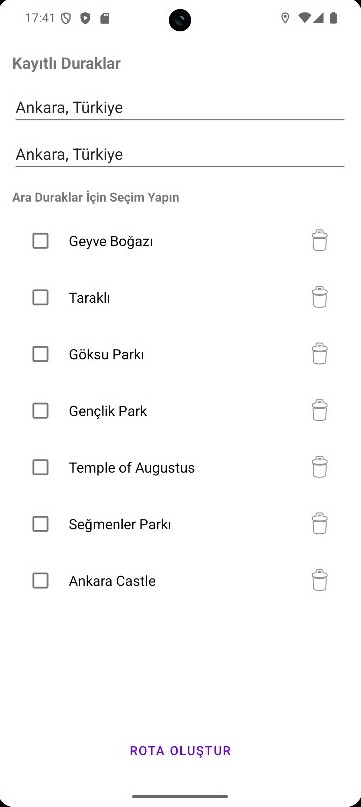 17:41
Kayıtlı Duraklar
Ankara, Türkiye
Ankara, Türkiye
Ara Duraklar İçin Seçim Yapın
Geyve Boğazı
Taraklı
Göksu Parkı
Gençlik Park
Temple of Augustus
Seğmenler Parkı
Ankara Castle
ROTA OLUŞTUR